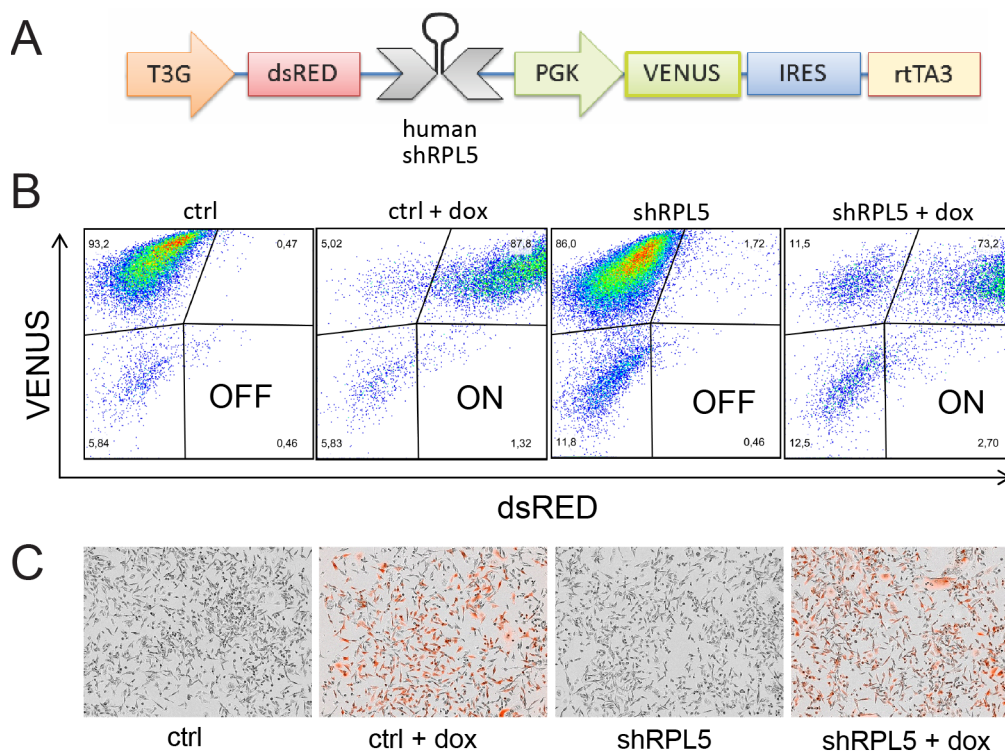 A
T3G dsRED PGK VENUS IRES rtTA3
human
shRPL5
B
ctrl ctrl + dox shRPL5 shRPL5 + dox
93,2 0,47 5,02 87,8 86,0 1,72 11,5 73,2
VENUS
OFF ON OFF ON
5,84 0,46 5,83 1,32 11,8 0,46 12,5 2,70
dsRED
C
ctrl ctrl + dox shRPL5 shRPL5 + dox